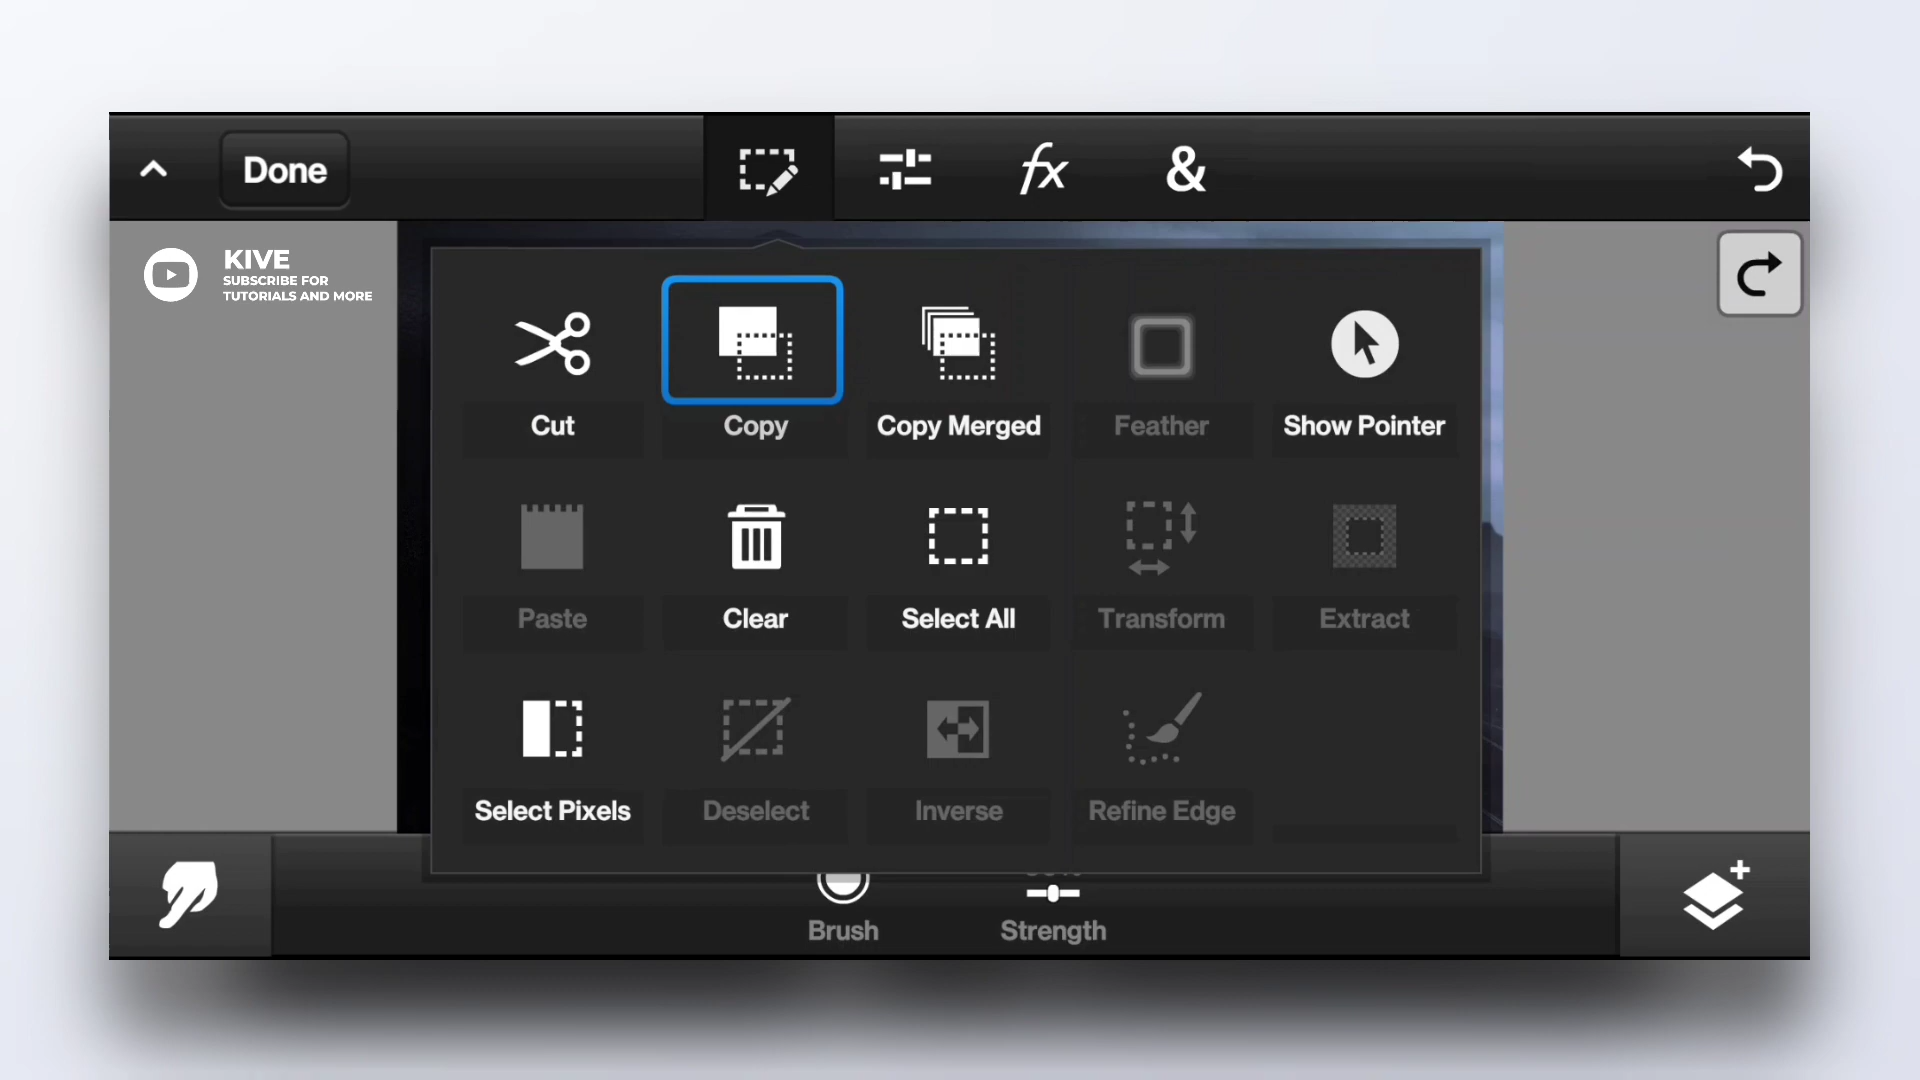 Done
fx
&
KIVE
SUBSCRIBE FOR
TUTORIALS AND MORE
Cut
Copy
Copy Merged
Feather
Show Pointer
Paste
Clear
Select All
Transform
Extract
Select Pixels
Deselect
Inverse
Refine Edge
Brush
Strength